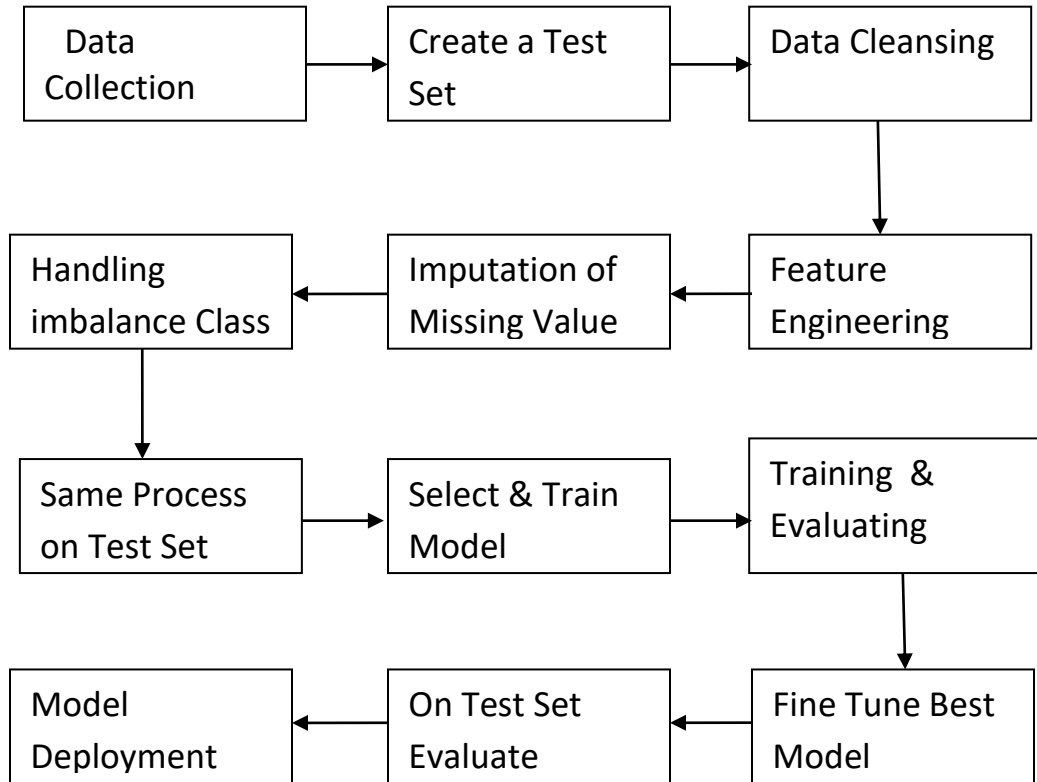 Data
Collection
Create a Test
Set
Data Cleansing
Handling
imbalance Class
Imputation of
Missing Value
Feature
Engineering
Same Process
on Test Set
Select & Train
Model
Training &
Evaluating
Model
Deployment
On Test Set
Evaluate
Fine Tune Best
Model